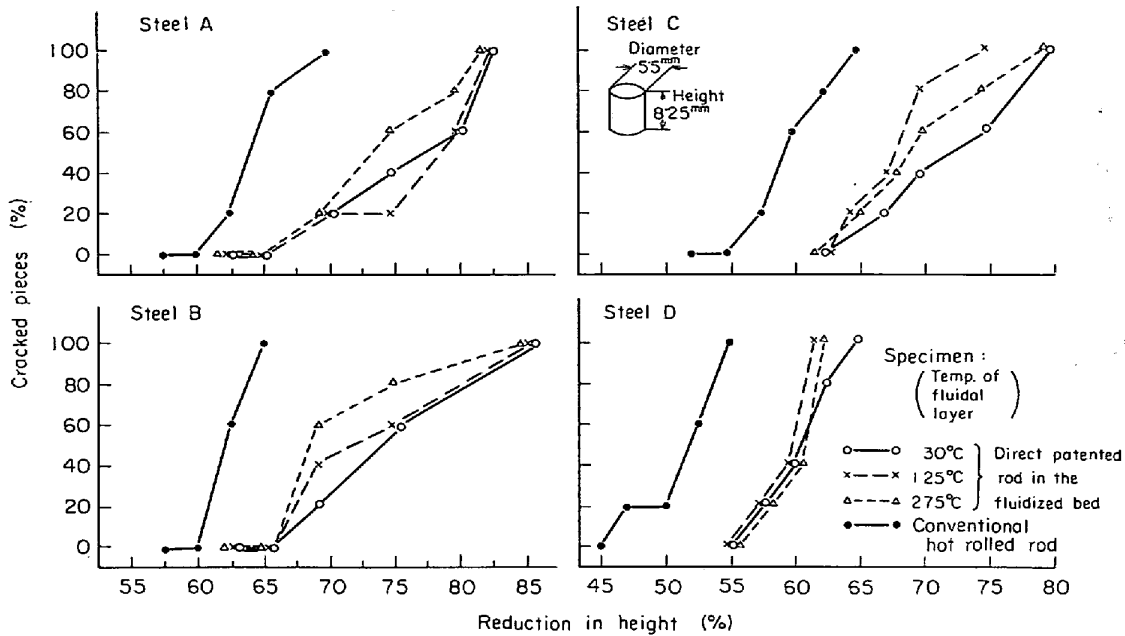 Steel A
100
80
60
40
20
0
Steel C
Diameter
5.5mm
Height
8.25mm
55 60 65 70 75 80 85
45 50 55 60 65 70 75 80
Steel B
100
80
60
40
20
0
Steel D
Specimen :
( Temp. of
fluidal
layer )
30°C
125°C
275°C
Direct patented
rod in the
fluidized bed
Conventional
hot rolled rod
Cracked pieces (%)
Reduction in height (%)